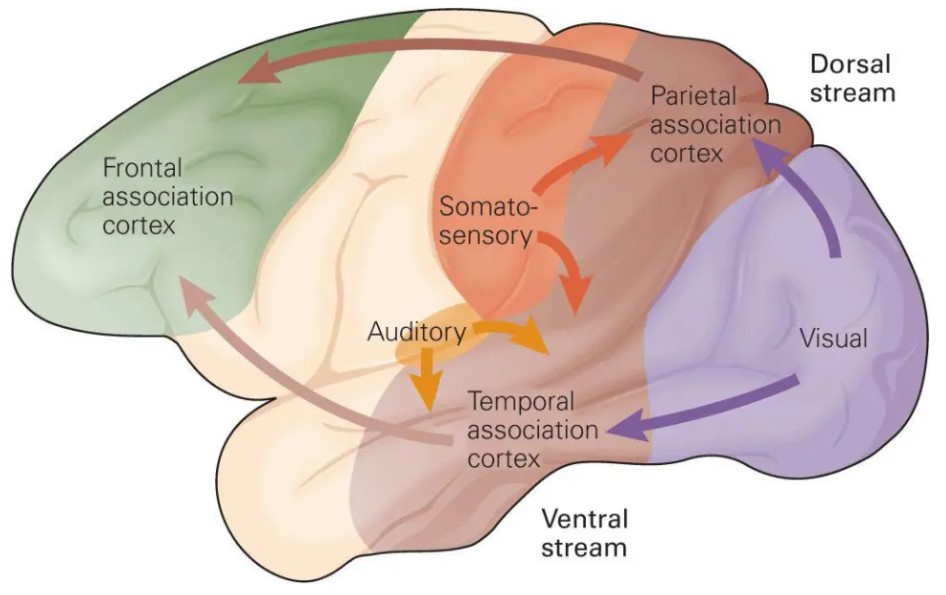 Dorsal
stream
Parietal
association
cortex
Frontal
association
cortex
Somato-
sensory
Auditory
Visual
Temporal
association
cortex
Ventral
stream